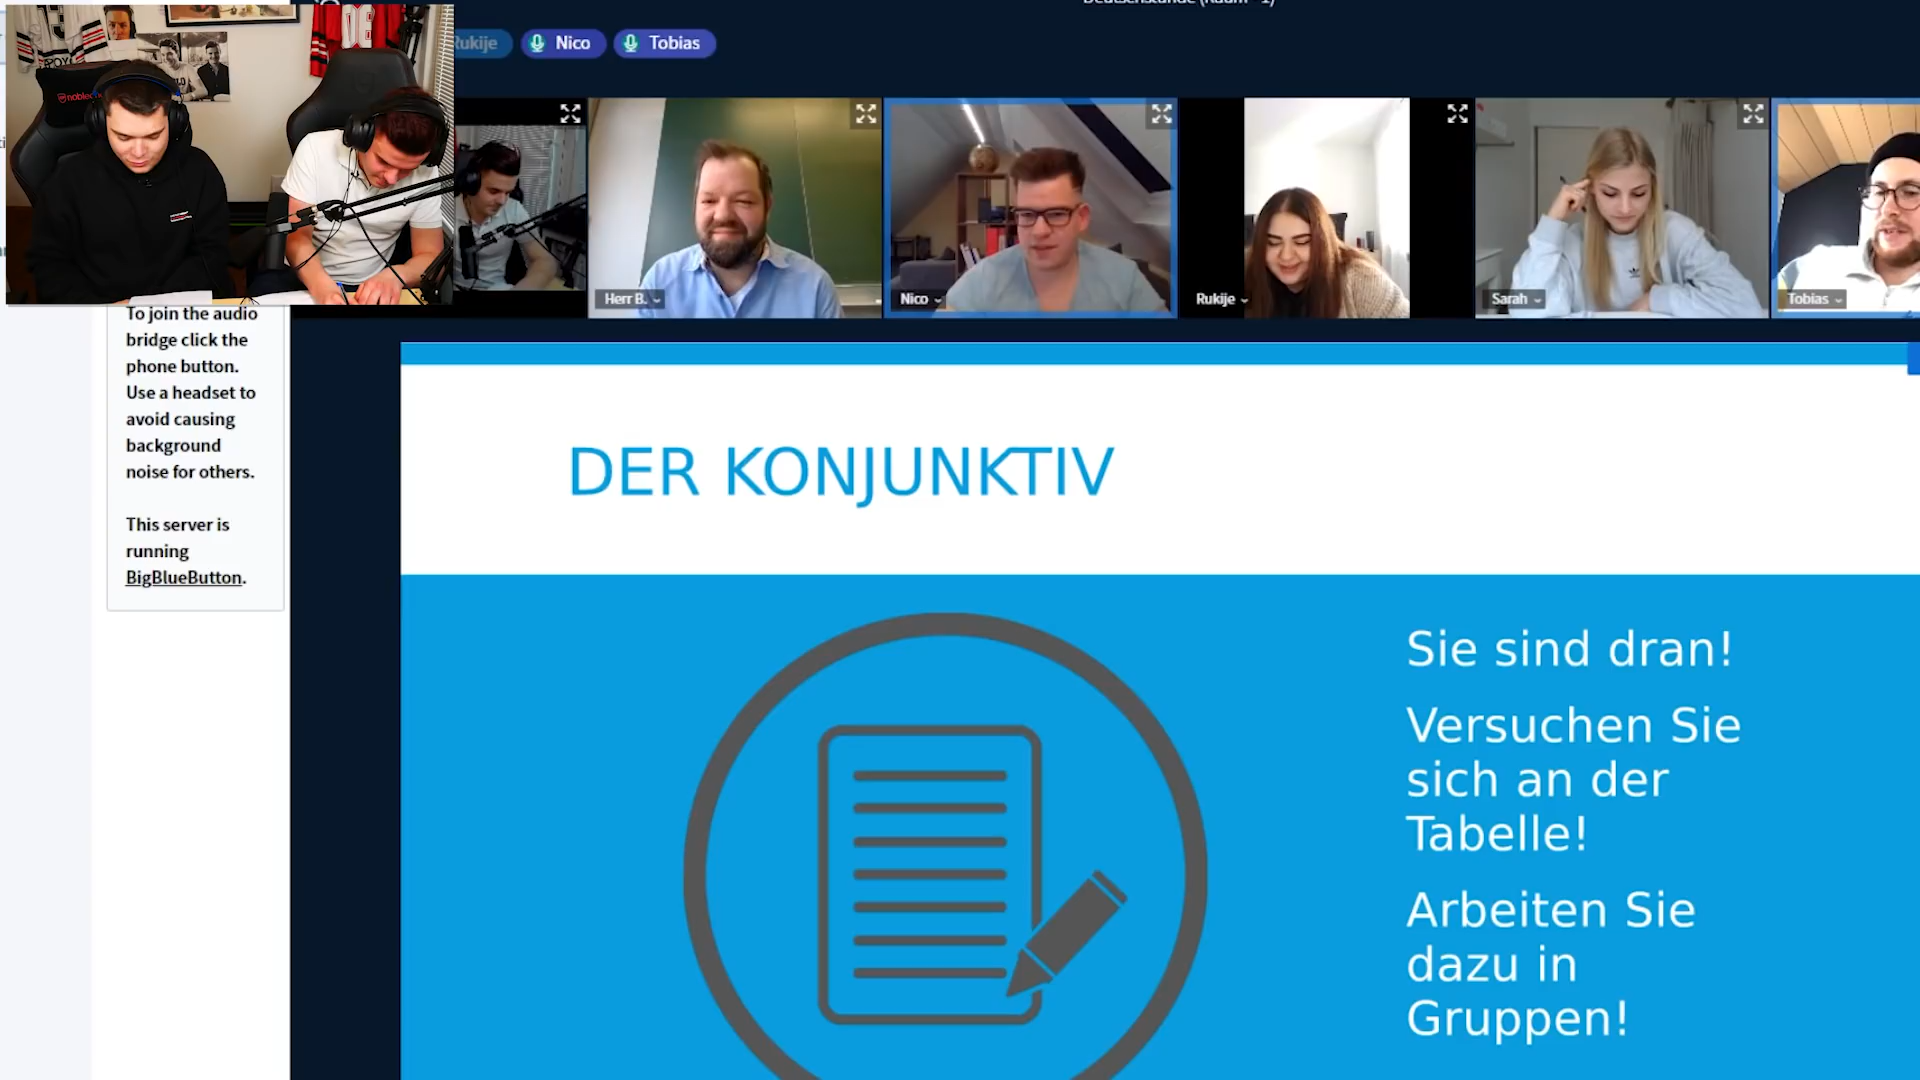 Rukije
Nico
Tobias
Herr B.
Nico
Rukije
Sarah
Tobias
To join the audio
bridge click the
phone button.
Use a headset to
avoid causing
background
noise for others.
This server is
running
BigBlueButton.
DER KONJUNKTIV
Sie sind dran!
Versuchen Sie
sich an der
Tabelle!
Arbeiten Sie
dazu in
Gruppen!